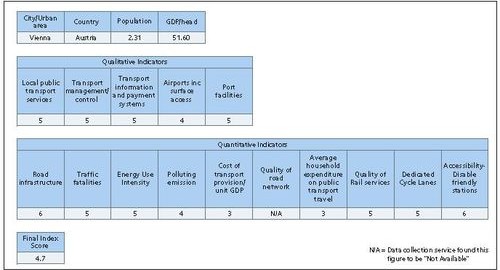 City/Urban area Country Population GDP/head
Vienna Austria 2.31 51.60
Qualitative Indicators
Local public transport services Transport management/control Transport information and payment systems Airports inc surface access Port facilities
5 5 5 4 5
Quantitative Indicators
Road infrastructure Traffic fatalities Energy Use Intensity Polluting emission Cost of transport provision/unit GDP Quality of road network Average household expenditure on public transport travel Quality of Rail services Dedicated Cycle Lanes Accessibility-Disable friendly stations
6 5 5 4 3 N/A 3 5 5 6
Final Index Score
4.7
N/A = Data collection service found this
figure to be "Not Available"